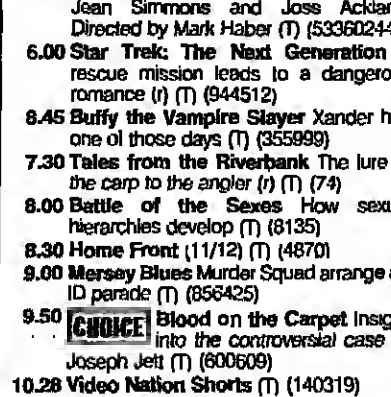 Jean Simmons and Joss Ackla
Directed by Mark Haber (T) (5336024
6.00 Star Trek: The Next Generation
rescue mission leads to a dangero
romance (r) (T) (944512)
8.45 Buffy the Vampire Slayer Xander h
one of those days (T) (355999)
7.30 Tales from the Riverbank The lure
the carp to the angler (r) (T) (74)
8.00 Battle of the Sexes How sexu
hierarchies develop (T) (8135)
8.30 Home Front (11/12) (T) (4870)
9.00 Mersey Blues Murder Squad arrange
ID parade (T) (856425)
9.50 CHOICE Blood on the Carpet Insig
into the controversial case
Joseph Jett (T) (600609)
10.28 Video Nation Shorts (T) (140319)